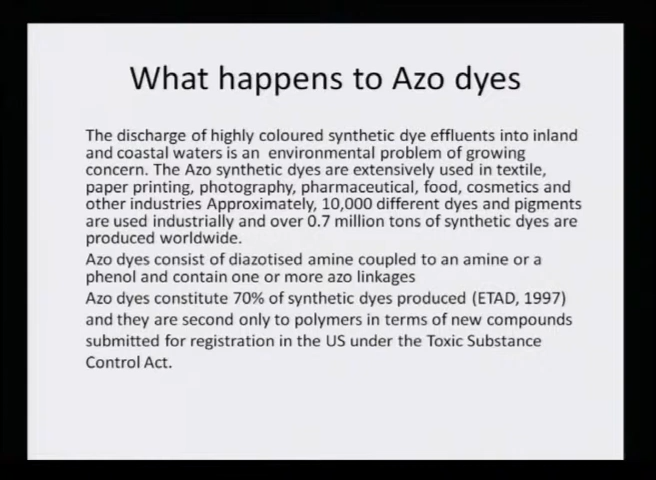 What happens to Azo dyes
The discharge of highly coloured synthetic dye effluents into inland
and coastal waters is an environmental problem of growing
concern. The Azo synthetic dyes are extensively used in textile,
paper printing, photography, pharmaceutical, food, cosmetics and
other industries Approximately, 10,000 different dyes and pigments
are used industrially and over 0.7 million tons of synthetic dyes are
produced worldwide.
Azo dyes consist of diazotised amine coupled to an amine or a
phenol and contain one or more azo linkages
Azo dyes constitute 70% of synthetic dyes produced (ETAD, 1997)
and they are second only to polymers in terms of new compounds
submitted for registration in the US under the Toxic Substance
Control Act.